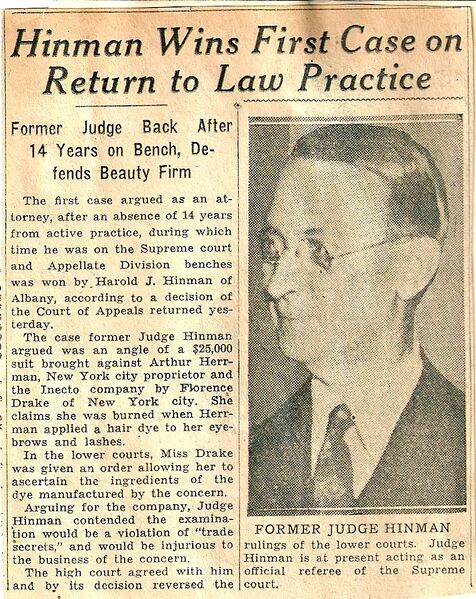 Hinman Wins First Case on
Return to Law Practice
Former Judge Back After
14 Years on Bench, De-
fends Beauty Firm
The first case argued as an at-
torney, after an absence of 14 years
from active practice, during which
time he was on the Supreme court
and Appellate Division benches
was won by Harold J. Hinman of
Albany, according to a decision of
the Court of Appeals returned yes-
terday.
The case former Judge Hinman
argued was an angle of a $25,000
suit brought against Arthur Herr-
man, New York city proprietor and
the Inecto company by Florence
Drake of New York city. She
claims she was burned when Herr-
man applied a hair dye to her eye-
brows and lashes.
In the lower courts, Miss Drake
was given an order allowing her to
ascertain the ingredients of the
dye manufactured by the concern.
Arguing for the company, Judge
Hinman contended the examina-
tion would be a violation of "trade
secrets," and would be injurious to
the business of the concern.
The high court agreed with him
and by its decision reversed the
FORMER JUDGE HINMAN
rulings of the lower courts. Judge
Hinman is at present acting as an
official referee of the Supreme
court.